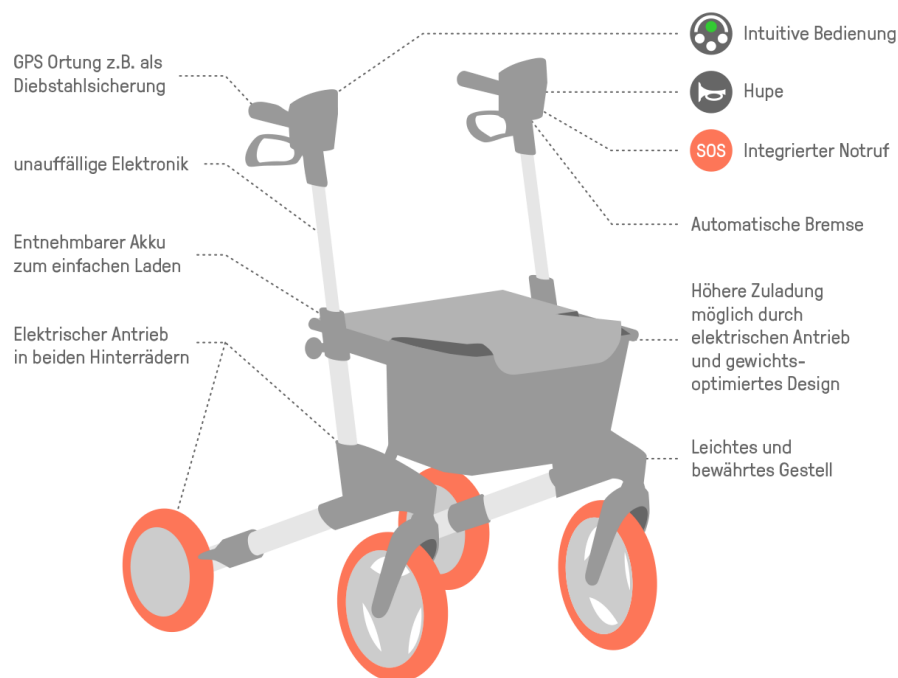 GPS Ortung z.B. als
Diebstahlsicherung
unauffällige Elektronik
Entnehmbarer Akku
zum einfachen Laden
Elektrischer Antrieb
in beiden Hinterrädern
Intuitive Bedienung
Hupe
SOS Integrierter Notruf
Automatische Bremse
Höhere Zuladung
möglich durch
elektrischen Antrieb
und gewichts-
optimiertes Design
Leichtes und
bewährtes Gestell